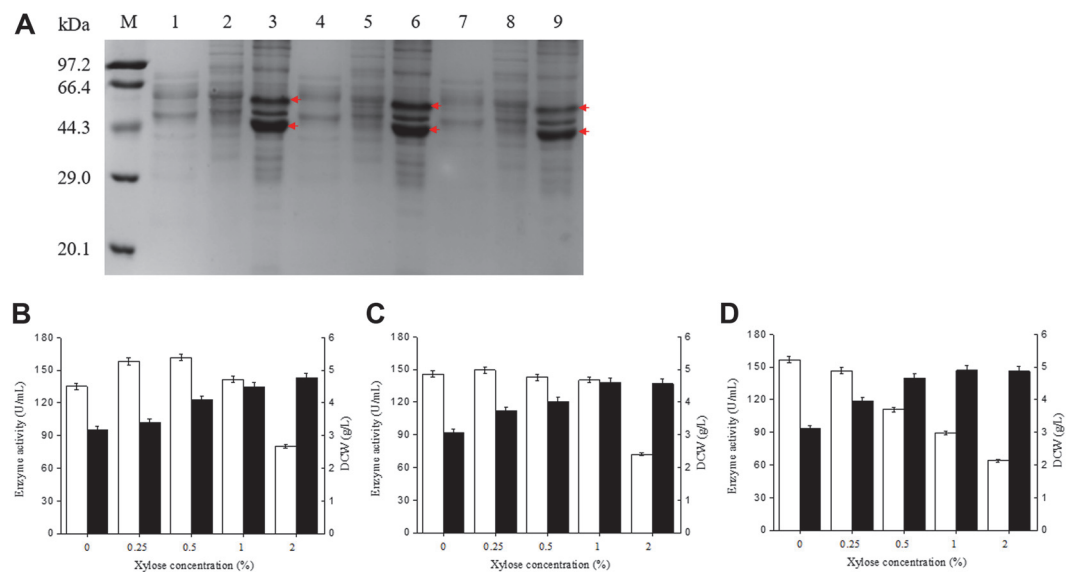 A
kDa M 1 2 3 4 5 6 7 8 9
97.2
66.4
44.3
29.0
20.1
B
180
150
120
90
60
30
0
Enzyme activity (U/mL)
6
5
4
3
2
1
0
DCW (g/L)
0 0.25 0.5 1 2
Xylose concentration (%)
C
180
150
120
90
60
30
0
Enzyme activity (U/mL)
6
5
4
3
2
1
0
DCW (g/L)
0 0.25 0.5 1 2
Xylose concentration (%)
D
180
150
120
90
60
30
0
Enzyme activity (U/mL)
6
5
4
3
2
1
0
DCW (g/L)
0 0.25 0.5 1 2
Xylose concentration (%)